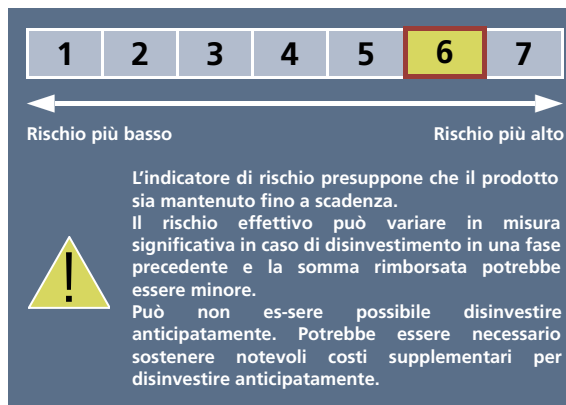 1 2 3 4 5 6 7
Rischio più basso Rischio più alto
L'indicatore di rischio presuppone che il prodotto
sia mantenuto fino a scadenza.
Il rischio effettivo può variare in misura
significativa in caso di disinvestimento in una fase
precedente e la somma rimborsata potrebbe
essere minore.
Può non es-sere possibile disinvestire
anticipatamente. Potrebbe essere necessario
sostenere notevoli costi supplementari per
disinvestire anticipatamente.
!